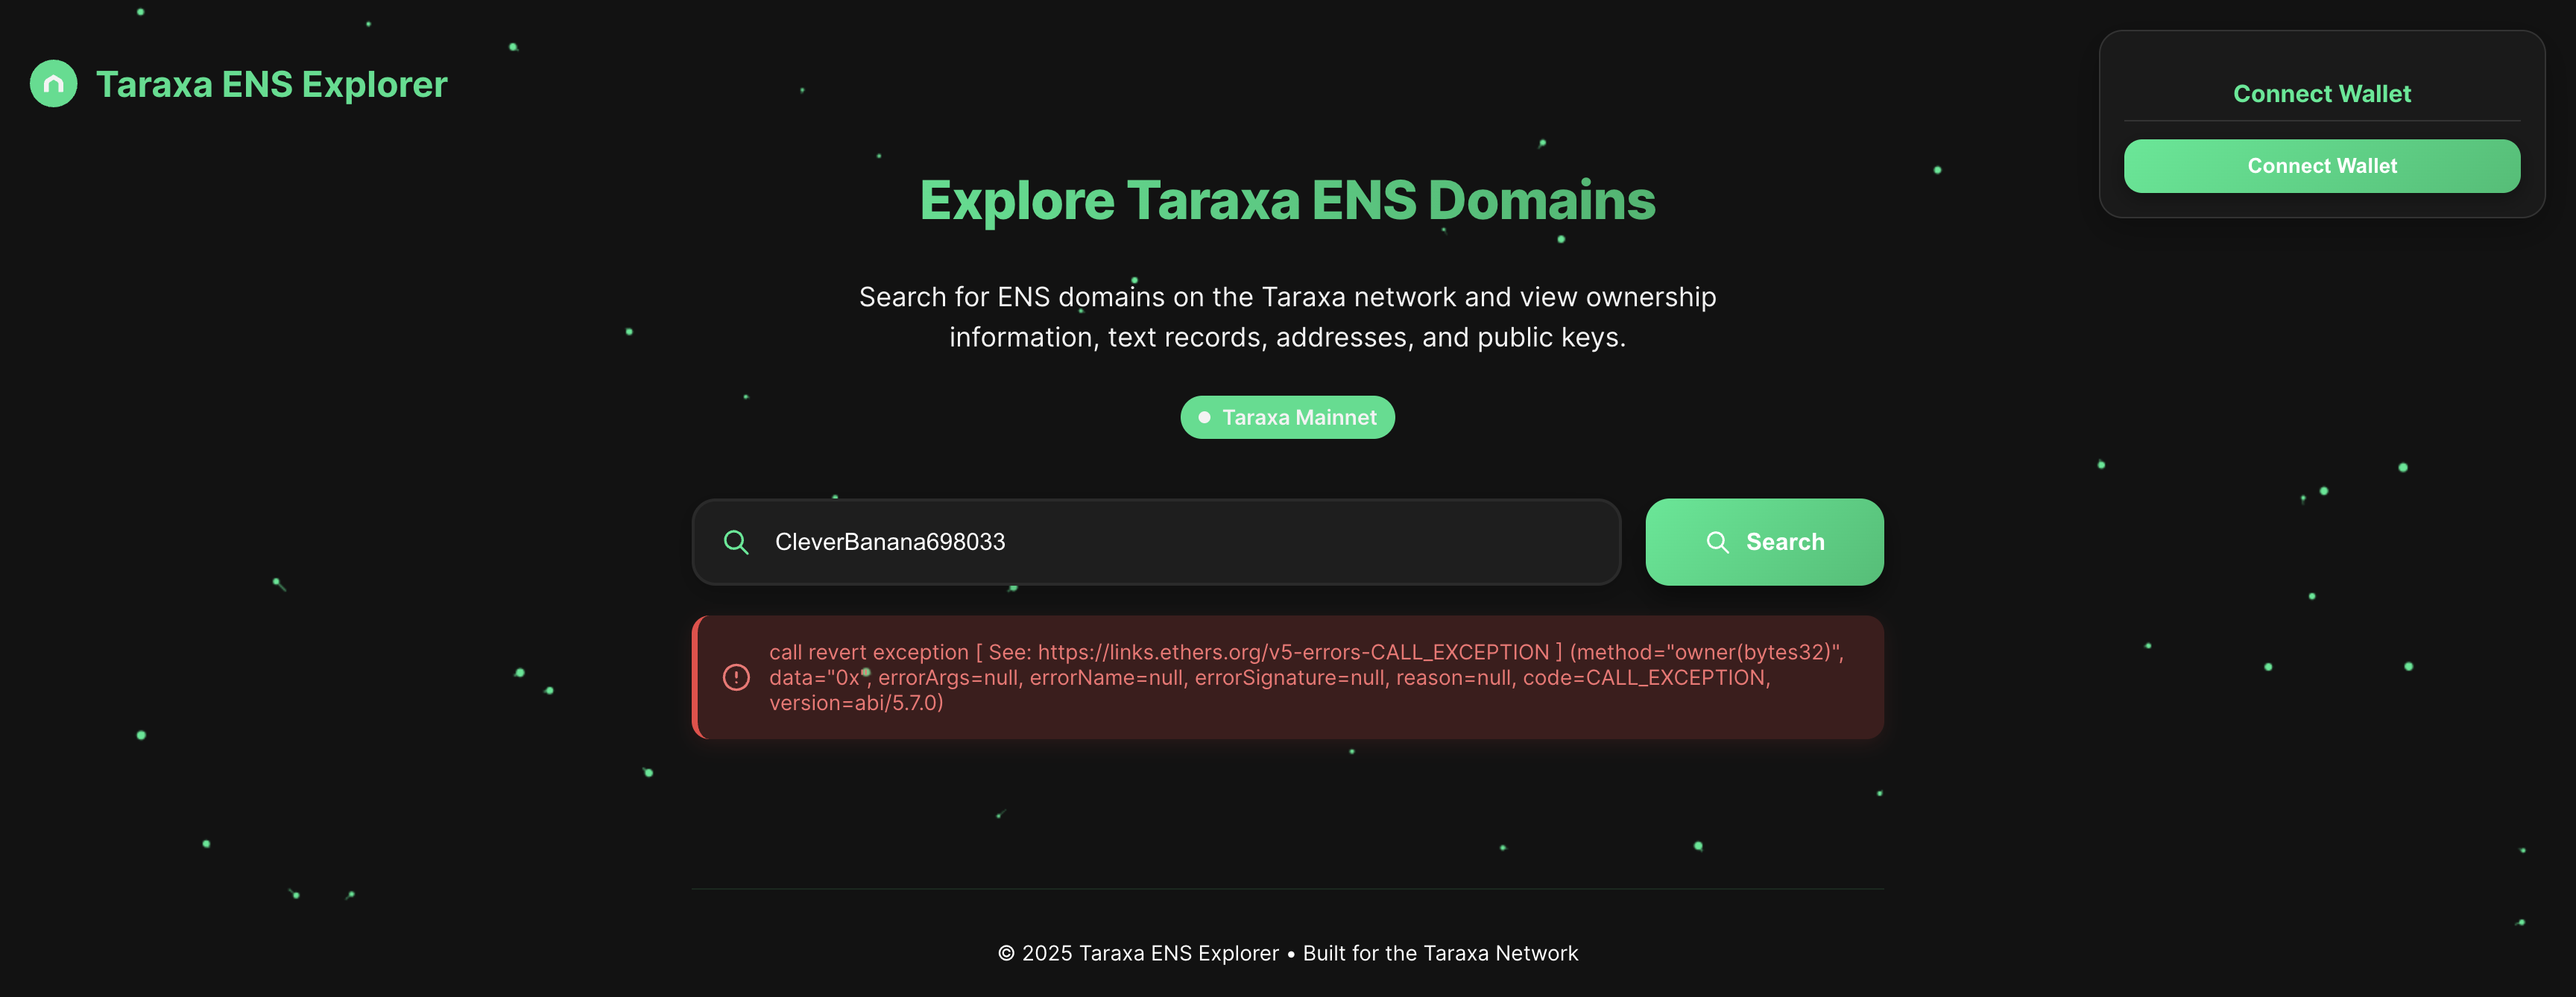 Taraxa ENS Explorer
Connect Wallet
Connect Wallet
Explore Taraxa ENS Domains
Search for ENS domains on the Taraxa network and view ownership
information, text records, addresses, and public keys.
Taraxa Mainnet
CleverBanana698033
Search
call revert exception [ See: https://links.ethers.org/v5-errors-CALL_EXCEPTION ] (method="owner(bytes32)",
data="0x", errorArgs=null, errorName=null, errorSignature=null, reason=null, code=CALL_EXCEPTION,
version=abi/5.7.0)
© 2025 Taraxa ENS Explorer • Built for the Taraxa Network